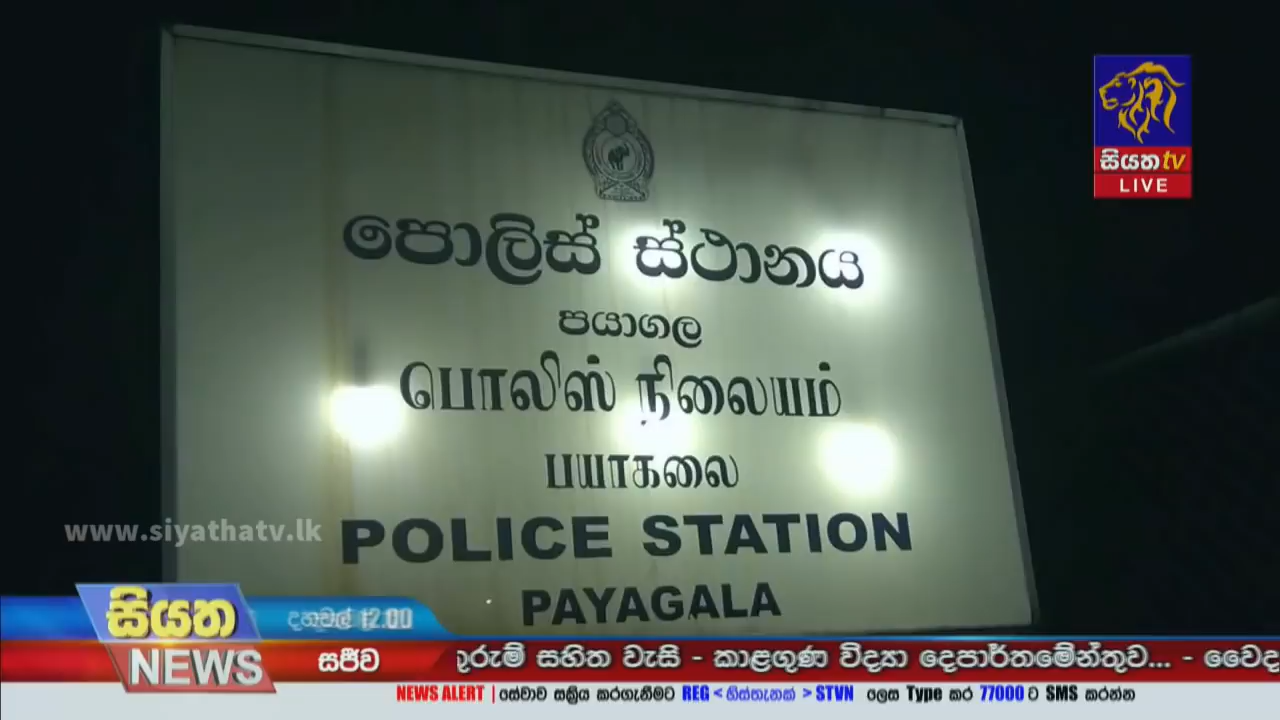 සියත tv
LIVE
පොලිස් ස්ථානය
පයාගල
பொலிஸ் நிலையம்
பயாகலை
POLICE STATION
PAYAGALA
www.siyathatv.lk
සියත
දහවල් 12.00
NEWS
සජීව
සහිත වැසි - කාළගුණ විද්‍යා දෙපාර්තමේන්තුව... -
NEWS ALERT | සේවාව සක්‍රිය කරගැනීමට REG < හිස්තැනක් > STVN ලෙස Type කර 77000 ට SMS කරන්න